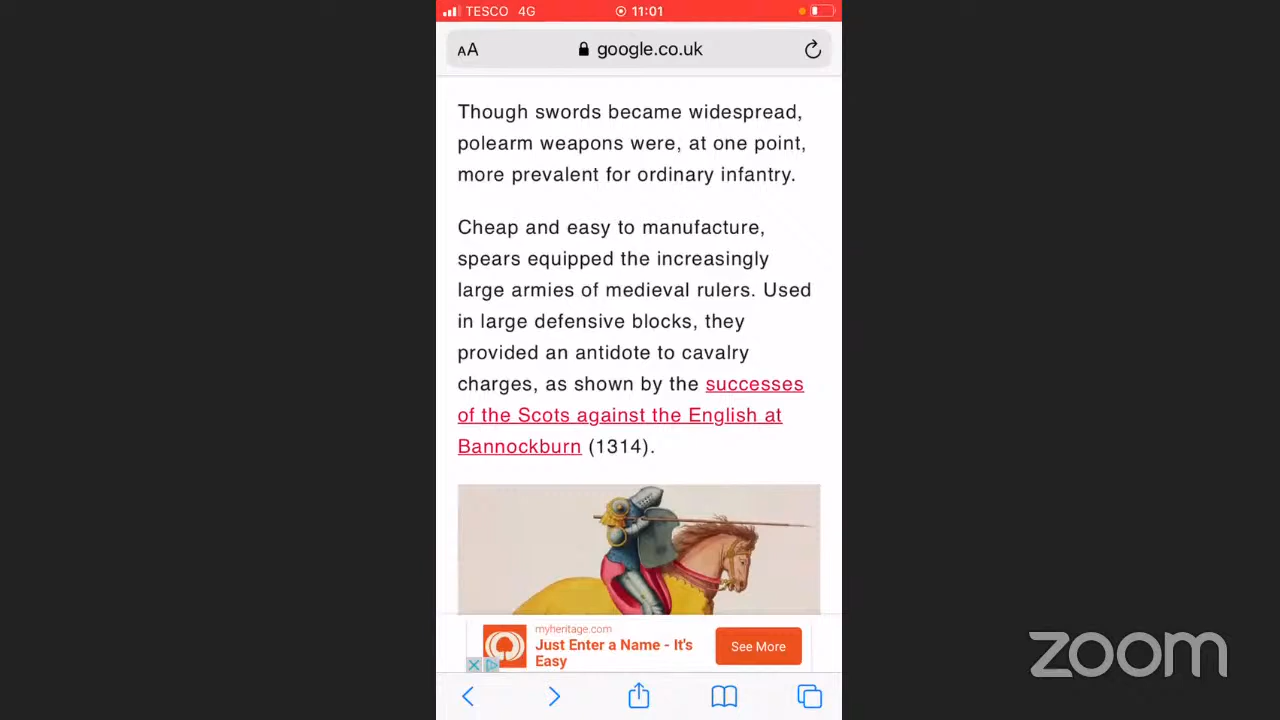 TESCO 4G 11:01
AA google.co.uk
Though swords became widespread,
polearm weapons were, at one point,
more prevalent for ordinary infantry.
Cheap and easy to manufacture,
spears equipped the increasingly
large armies of medieval rulers. Used
in large defensive blocks, they
provided an antidote to cavalry
charges, as shown by the successes
of the Scots against the English at
Bannockburn (1314).
myheritage.com
Just Enter a Name - It's
Easy
See More
zoom